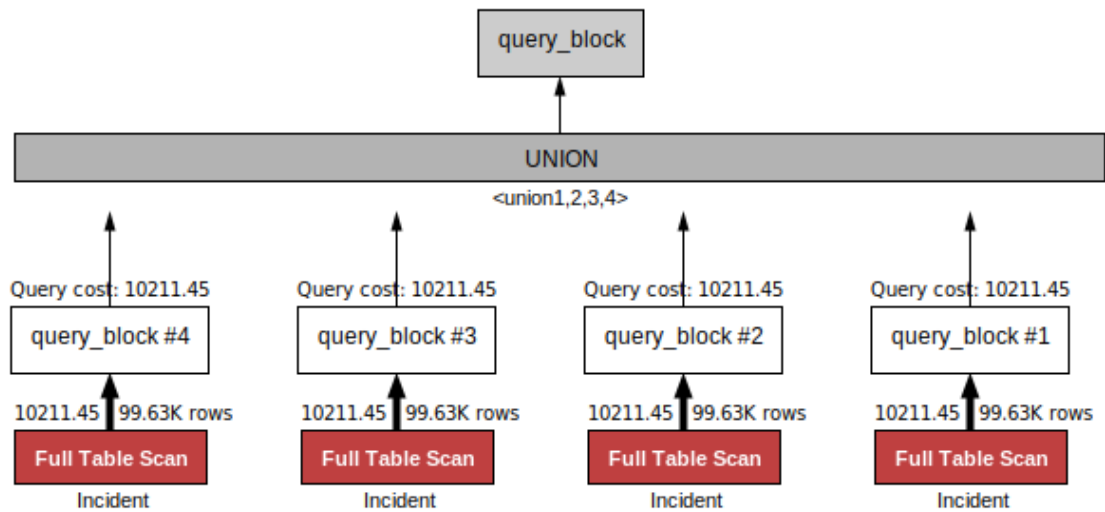 query_block
UNION
<union1,2,3,4>
Query cost: 10211.45 Query cost: 10211.45 Query cost: 10211.45 Query cost: 10211.45
query_block #4 query_block #3 query_block #2 query_block #1
10211.45 99.63K rows 10211.45 99.63K rows 10211.45 99.63K rows 10211.45 99.63K rows
Full Table Scan Full Table Scan Full Table Scan Full Table Scan
Incident Incident Incident Incident